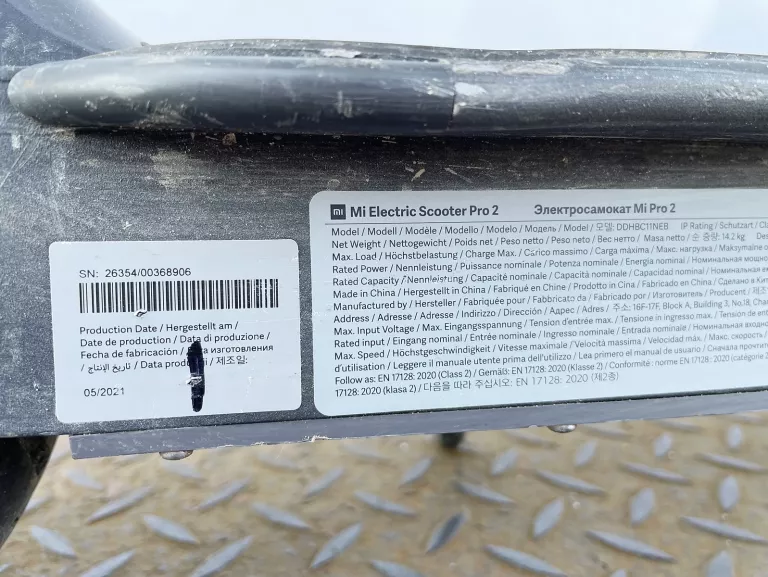 SN: 26354/00368906
Production Date / Hergestellt am /
Date de production / Data di produzione /
Fecha de fabricación / изготовления
/ تاريخ الإنتاج / Data / 제조일:
05/2021
mi Mi Electric Scooter Pro 2 Электросамокат Mi Pro 2
Model / Modell / Modèle / Modello / Modelo / Модель / Model / 모델: DDHBC11NEB IP Rating / Schutzart /
Net Weight / Nettogewicht / Poids net / Peso netto / Peso neto / Вес нетто / Masa netto / 순 중량: 14.2 kg
Max. Load / Höchstbelastung / Charge Max. / Carico massimo / Carga máxima / Макс. нагрузка / Maksymalne
Rated Power / Nennleistung / Puissance nominale / Potenza nominale / Energía nominal / Номинальная
Rated Capacity / Nennleistung / Capacité nominale / Capacità nominale / Capacidad nominal / Номинальная
Made in China / Hergestellt in China / Fabriqué en Chine / Prodotto in Cina / Fabricado en China / Сделано в
Manufactured by / Hersteller / Fabriquée pour / Fabbricato da / Fabricado por / Изготовитель / Producent /
Address / Adresse / Adresse / Indirizzo / Dirección / Адрес / Adres / 주소: 16F-17F, Block A, Building 3, No.18,
Max. Input Voltage / Max. Eingangsspannung / Tension d'entrée max. / Tensione in ingresso max. /
Rated input / Eingang nominal / Entrée nominale / Ingresso nominale / Entrada nominale / Номинальная
Max. Speed / Höchstgeschwindigkeit / Vitesse maximale / Velocità massima / Velocidad máx. / Макс. скорость
d'utilisation / Leggere il manuale utente prima dell'utilizzo / Lea primero el manual de usuario / Сначала
Follow as: EN 17128: 2020 (Class 2) / Gemäß: EN 17128: 2020 (Klasse 2) / Conformité : norme EN 17128: 2020 (catégorie
17128: 2020 (klasa 2) / 다음을 따라 주십시오: EN 17128: 2020 (제2종)